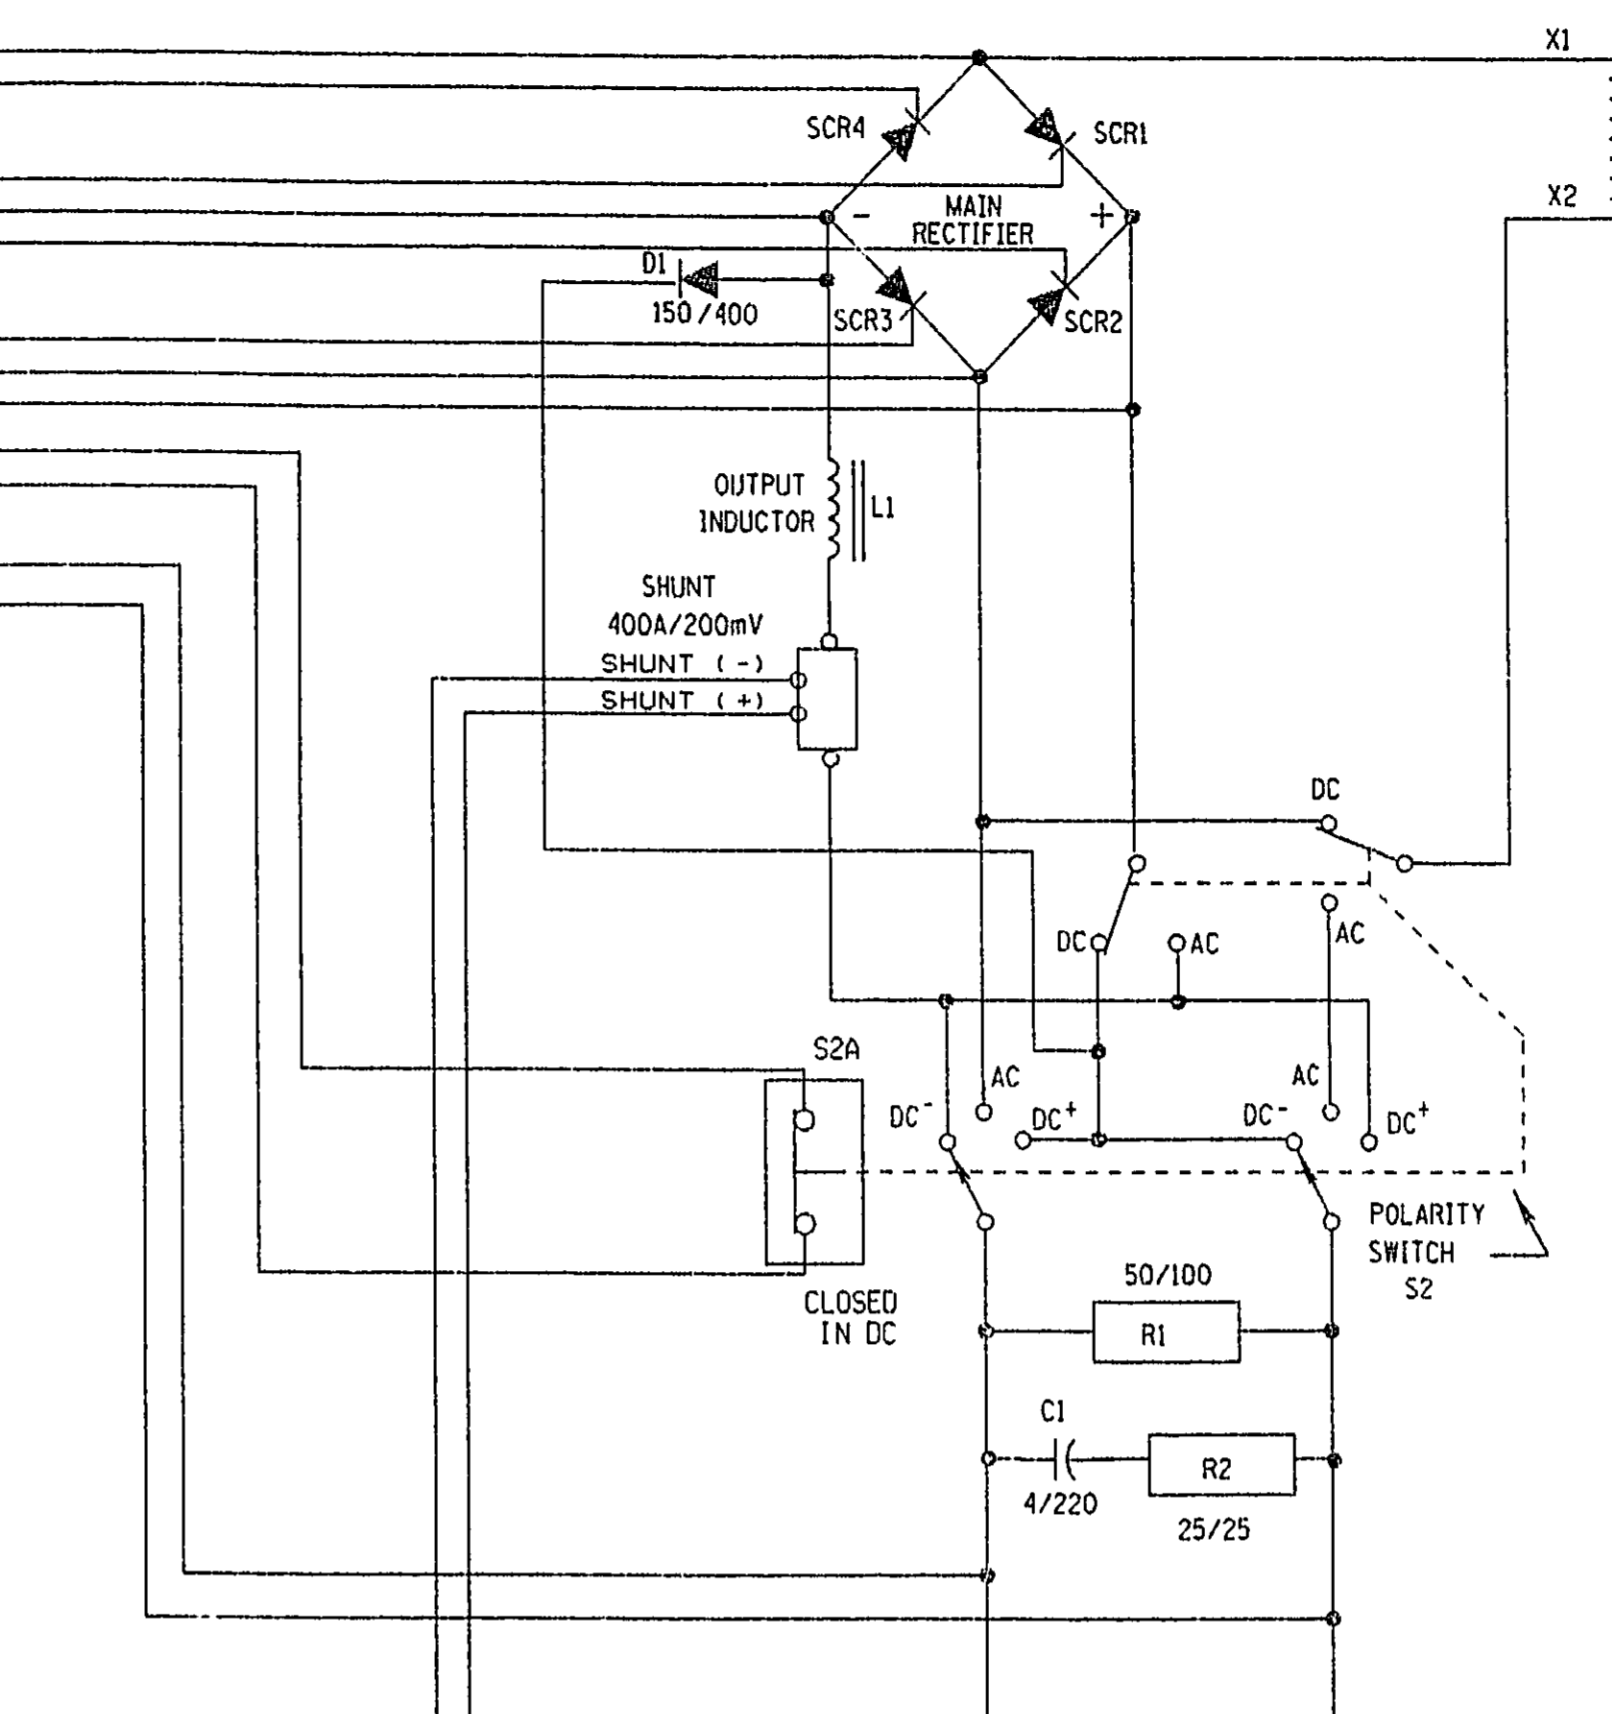 X1
SCR4
SCR1
X2
-
MAIN
RECTIFIER
+
D1
150/400
SCR3
SCR2
OUTPUT
INDUCTOR
L1
SHUNT
400A/200mV
SHUNT (-)
SHUNT (+)
DC
DC
AC
AC
S2A
AC
AC
DC-
DC+
DC-
DC+
POLARITY
SWITCH
S2
50/100
R1
CLOSED
IN DC
C1
R2
4/220
25/25